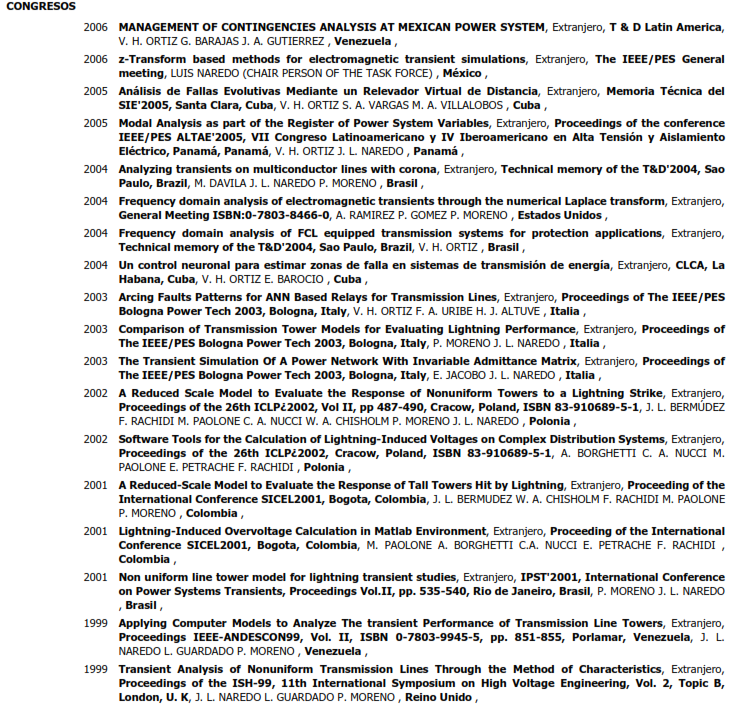 CONGRESOS
2006 MANAGEMENT OF CONTINGENCIES ANALYSIS AT MEXICAN POWER SYSTEM, Extranjero, T & D Latin America,
V. H. ORTIZ G. BARAJAS J. A. GUTIERREZ , Venezuela ,
2006 z-Transform based methods for electromagnetic transient simulations, Extranjero, The IEEE/PES General
meeting, LUIS NAREDO (CHAIR PERSON OF THE TASK FORCE) , México ,
2005 Análisis de Fallas Evolutivas Mediante un Relevador Virtual de Distancia, Extranjero, Memoria Técnica del
SIE'2005, Santa Clara, Cuba, V. H. ORTIZ S. A. VARGAS M. A. VILLALOBOS , Cuba ,
2005 Modal Analysis as part of the Register of Power System Variables, Extranjero, Proceedings of the conference
IEEE/PES ALTAE'2005, VII Congreso Latinoamericano y IV Iberoamericano en Alta Tensión y Aislamiento
Eléctrico, Panamá, Panamá, V. H. ORTIZ J. L. NAREDO , Panamá ,
2004 Analyzing transients on multiconductor lines with corona, Extranjero, Technical memory of the T&D'2004, Sao
Paulo, Brazil, M. DAVILA J. L. NAREDO P. MORENO , Brasil ,
2004 Frequency domain analysis of electromagnetic transients through the numerical Laplace transform, Extranjero,
General Meeting ISBN:0-7803-8466-0, A. RAMIREZ P. GOMEZ P. MORENO , Estados Unidos ,
2004 Frequency domain analysis of FCL equipped transmission systems for protection applications, Extranjero,
Technical memory of the T&D'2004, Sao Paulo, Brazil, V. H. ORTIZ , Brasil ,
2004 Un control neuronal para estimar zonas de falla en sistemas de transmisión de energía, Extranjero, CLCA, La
Habana, Cuba, V. H. ORTIZ E. BAROCIO , Cuba ,
2003 Arcing Faults Patterns for ANN Based Relays for Transmission Lines, Extranjero, Proceedings of The IEEE/PES
Bologna Power Tech 2003, Bologna, Italy, V. H. ORTIZ F. A. URIBE H. J. ALTUVE , Italia ,
2003 Comparison of Transmission Tower Models for Evaluating Lightning Performance, Extranjero, Proceedings of
The IEEE/PES Bologna Power Tech 2003, Bologna, Italy, P. MORENO J. L. NAREDO , Italia ,
2003 The Transient Simulation Of A Power Network With Invariable Admittance Matrix, Extranjero, Proceedings of
The IEEE/PES Bologna Power Tech 2003, Bologna, Italy, E. JACOBO J. L. NAREDO , Italia ,
2002 A Reduced Scale Model to Evaluate the Response of Nonuniform Towers to a Lightning Strike, Extranjero,
Proceedings of the 26th ICLP¿2002, Vol II, pp 487-490, Cracow, Poland, ISBN 83-910689-5-1, J. L. BERMÚDEZ
F. RACHIDI M. PAOLONE C. A. NUCCI W. A. CHISHOLM P. MORENO J. L. NAREDO , Polonia ,
2002 Software Tools for the Calculation of Lightning-Induced Voltages on Complex Distribution Systems, Extranjero,
Proceedings of the 26th ICLP¿2002, Cracow, Poland, ISBN 83-910689-5-1, A. BORGHETTI C. A. NUCCI M.
PAOLONE E. PETRACHE F. RACHIDI , Polonia ,
2001 A Reduced-Scale Model to Evaluate the Response of Tall Towers Hit by Lightning, Extranjero, Proceeding of the
International Conference SICEL2001, Bogota, Colombia, J. L. BERMUDEZ W. A. CHISHOLM F. RACHIDI M. PAOLONE
P. MORENO , Colombia ,
2001 Lightning-Induced Overvoltage Calculation in Matlab Environment, Extranjero, Proceeding of the International
Conference SICEL2001, Bogota, Colombia, M. PAOLONE A. BORGHETTI C.A. NUCCI E. PETRACHE F. RACHIDI ,
Colombia ,
2001 Non uniform line tower model for lightning transient studies, Extranjero, IPST'2001, International Conference
on Power Systems Transients, Proceedings Vol.II, pp. 535-540, Rio de Janeiro, Brasil, P. MORENO J. L. NAREDO
, Brasil ,
1999 Applying Computer Models to Analyze The transient Performance of Transmission Line Towers, Extranjero,
Proceedings IEEE-ANDESCON99, Vol. II, ISBN 0-7803-9945-5, pp. 851-855, Porlamar, Venezuela, J. L.
NAREDO L. GUARDADO P. MORENO , Venezuela ,
1999 Transient Analysis of Nonuniform Transmission Lines Through the Method of Characteristics, Extranjero,
Proceedings of the ISH-99, 11th International Symposium on High Voltage Engineering, Vol. 2, Topic B,
London, U. K, J. L. NAREDO L. GUARDADO P. MORENO , Reino Unido ,